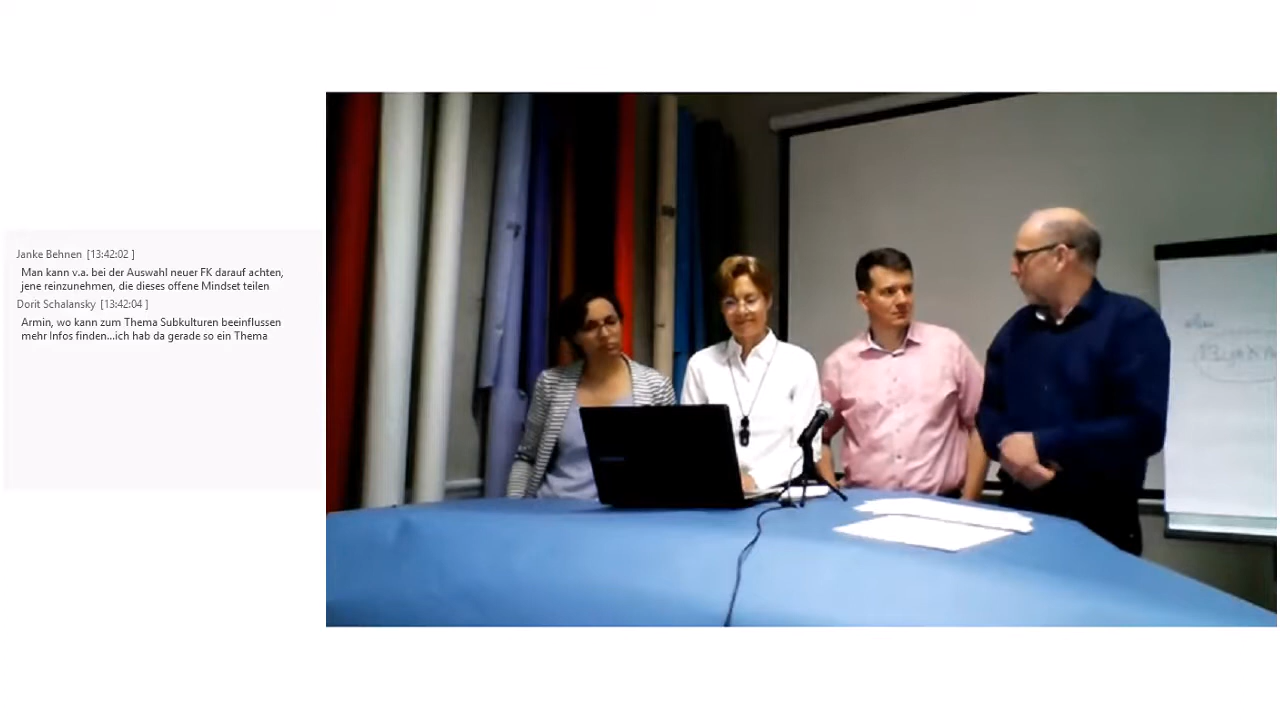 Janke Behnen [13:42:02 ]
Man kann v.a. bei der Auswahl neuer FK darauf achten,
jene reinzunehmen, die dieses offene Mindset teilen
Dorit Schalansky [13:42:04 ]
Armin, wo kann zum Thema Subkulturen beeinflussen
mehr Infos finden...ich hab da gerade so ein Thema